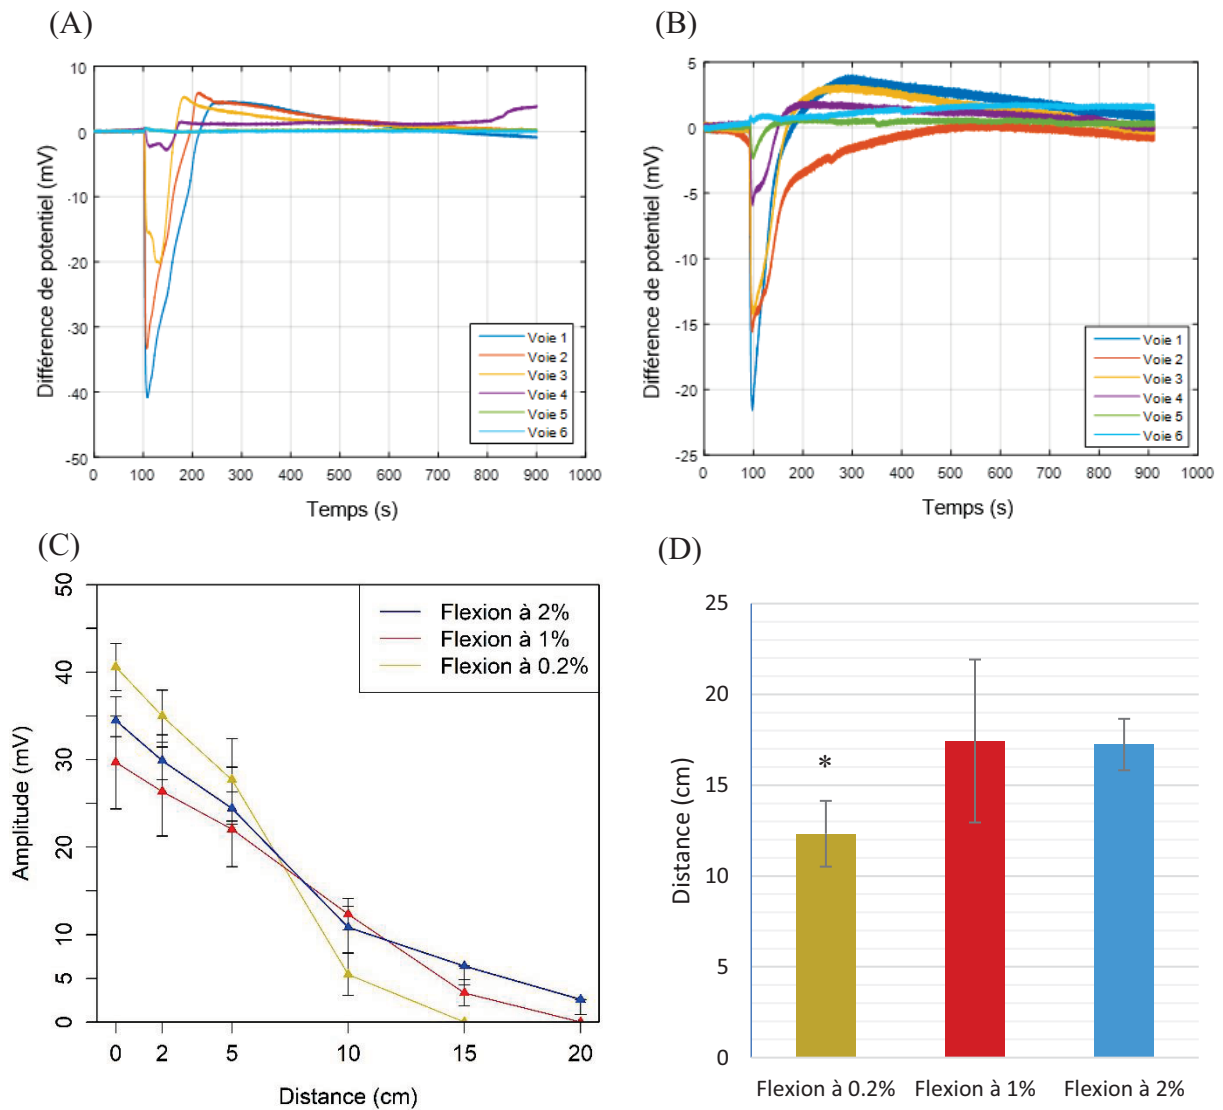 (A)
(B)
10
0
-10
-20
-30
-40
-50
Différence de potentiel (mV)
0
100
200
300
400
500
600
700
800
900
1000
Temps (s)
Voie 1
Voie 2
Voie 3
Voie 4
Voie 5
Voie 6
5
0
-5
-10
-15
-20
-25
Différence de potentiel (mV)
0
100
200
300
400
500
600
700
800
900
1000
Temps (s)
Voie 1
Voie 2
Voie 3
Voie 4
Voie 5
Voie 6
(C)
(D)
50
40
30
20
10
5
0
Amplitude (mV)
0
2
5
10
15
20
Distance (cm)
Flexion à 2%
Flexion à 1%
Flexion à 0.2%
25
20
15
10
5
0
Distance (cm)
*
Flexion à 0.2%
Flexion à 1%
Flexion à 2%